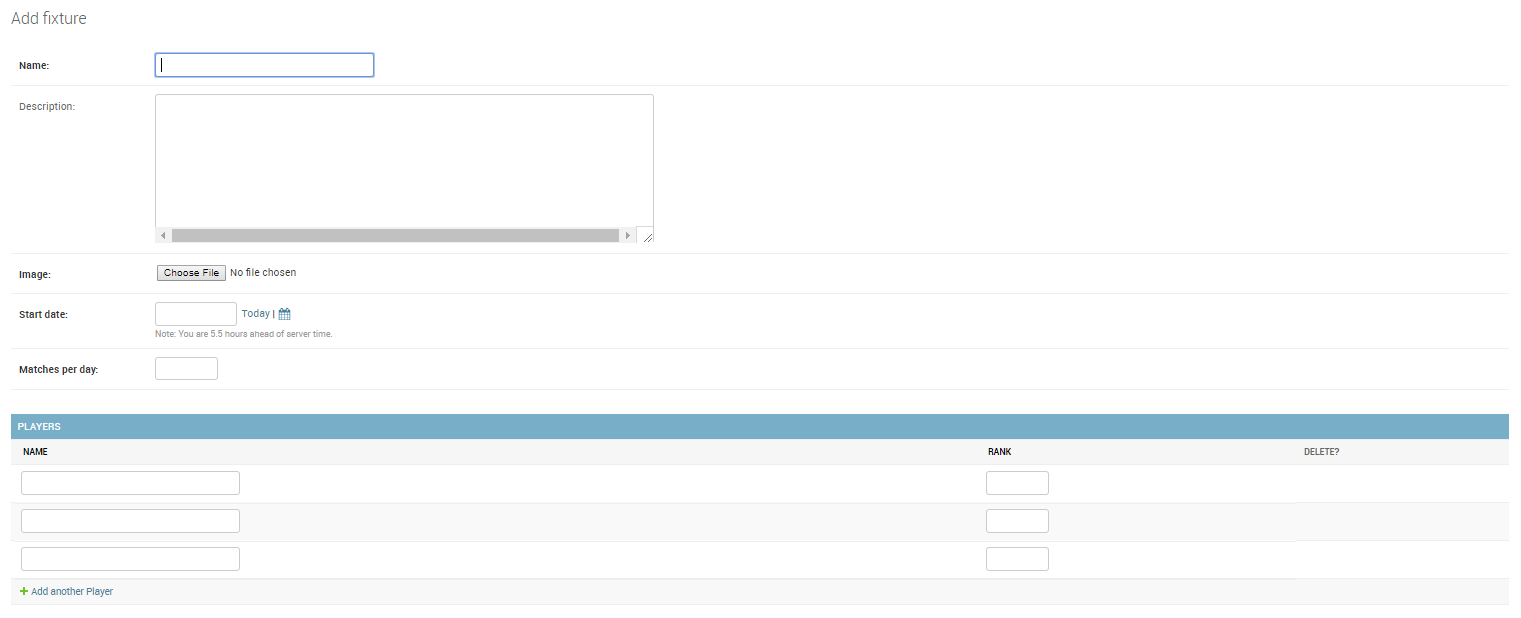 Add fixture
Name:
Description:
Image: Choose File No file chosen
Start date: Today |
Note: You are 5.5 hours ahead of server time.
Matches per day:
PLAYERS
NAME RANK DELETE?
Add another Player